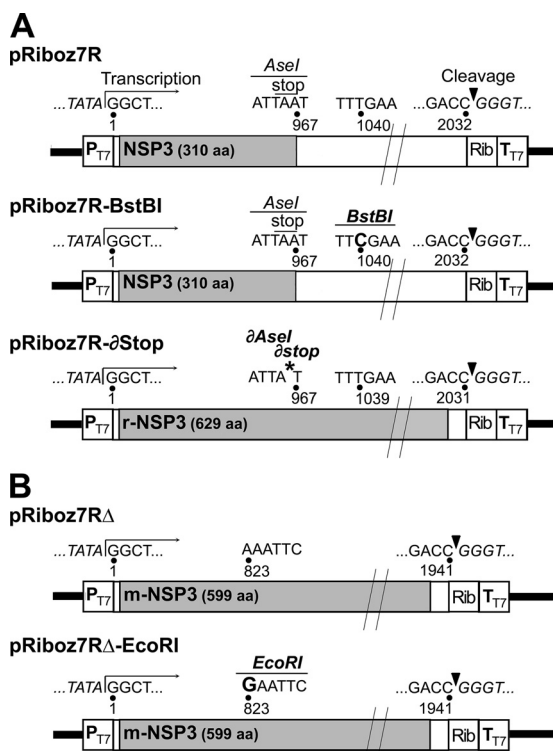 A
pRiboz7R
AseI
Transcription stop Cleavage
...TATA GGCT... ATTAAT TTTGAA ...GACC GGGT...
1 967 1040 2032
PT7 NSP3 (310 aa) Rib TT7
pRiboz7R-BstBI
AseI BstBI
stop
...TATA GGCT... ATTAAT TTCGAA ...GACC GGGT...
1 967 1040 2032
PT7 NSP3 (310 aa) Rib TT7
pRiboz7R-∂Stop
∂AseI
∂stop
...TATA GGCT... ATTA*T TTTGAA ...GACC GGGT...
1 967 1039 2031
PT7 r-NSP3 (629 aa) Rib TT7
B
pRiboz7RΔ
...TATA GGCT... AAATTC ...GACC GGGT...
1 823 1941
PT7 m-NSP3 (599 aa) Rib TT7
pRiboz7RΔ-EcoRI
EcoRI
...TATA GGCT... GAATTC ...GACC GGGT...
1 823 1941
PT7 m-NSP3 (599 aa) Rib TT7